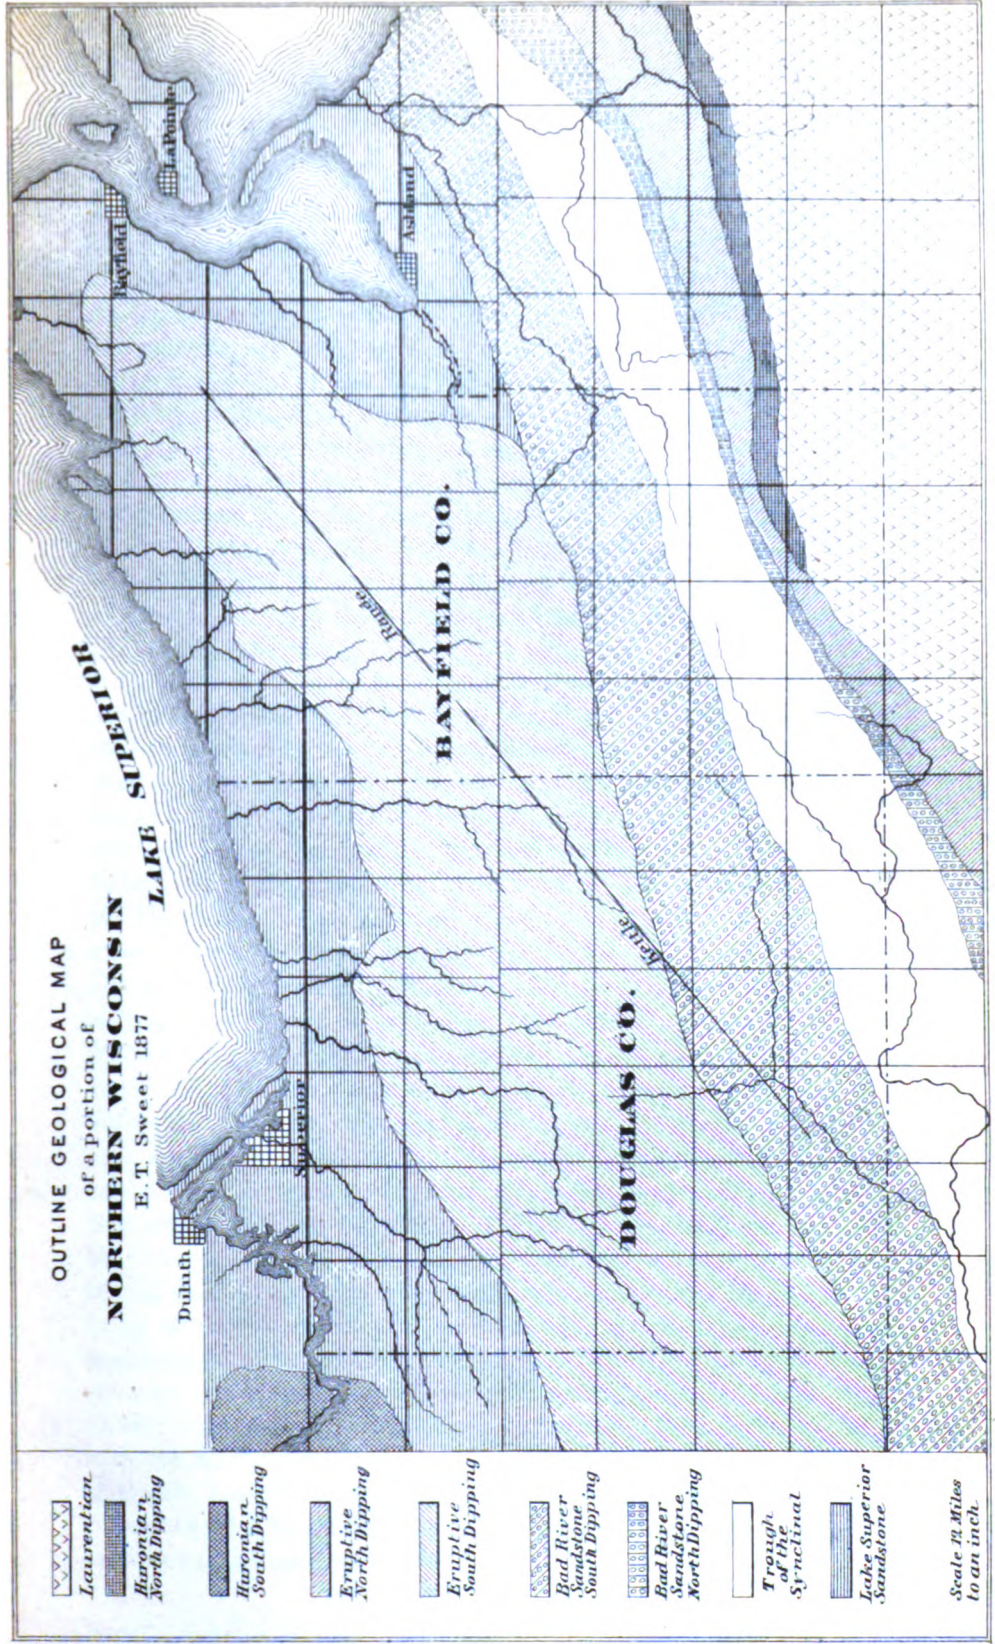 OUTLINE GEOLOGICAL MAP
of a portion of
NORTHERN WISCONSIN
E. T. Sweet 1877
LAKE SUPERIOR
Duluth
Superior
Bayfield
LaPointe
Ashland
BAYFIELD CO.
DOUGLAS CO.
Kettle Range
Laurentian
Huronian
North Dipping
Huronian
South Dipping
Eruptive
North Dipping
Eruptive
South Dipping
Bad River
Sandstone
South Dipping
Bad River
Sandstone
North Dipping
Trough
of the
Synclinal
Lake Superior
Sandstone
Scale 12 Miles
to an inch